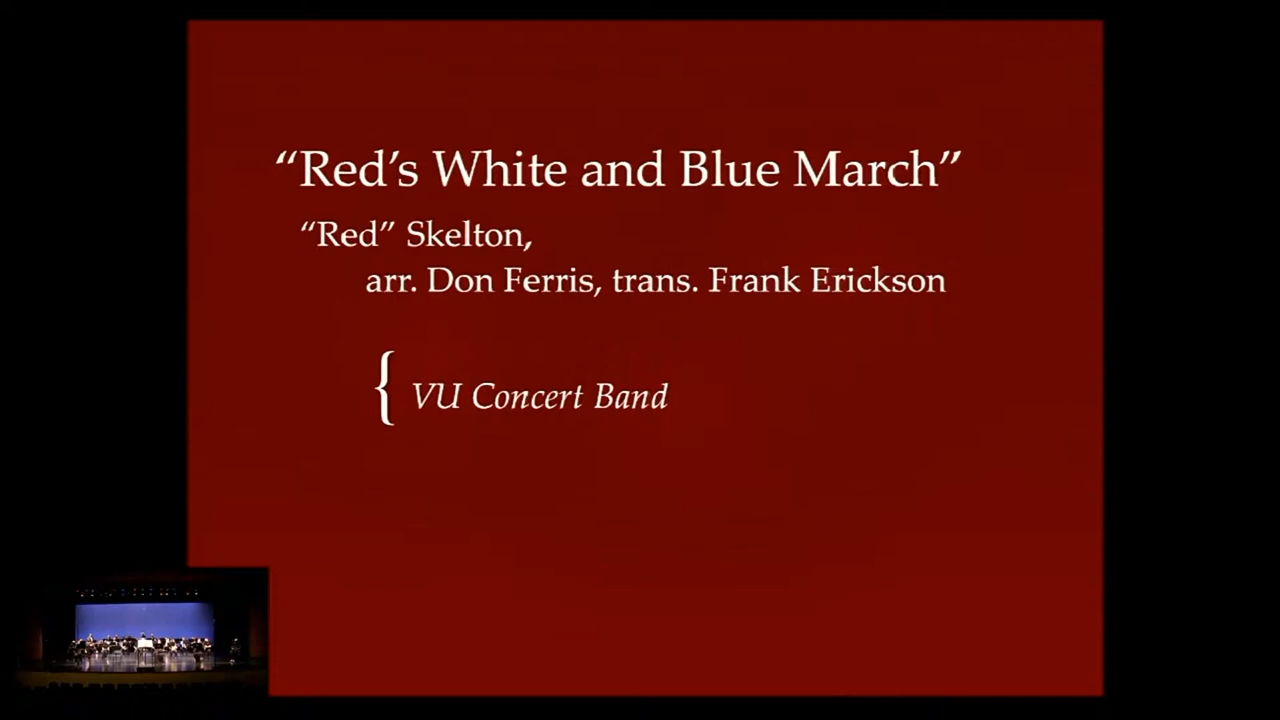 “Red’s White and Blue March”
“Red” Skelton,
arr. Don Ferris, trans. Frank Erickson
{ VU Concert Band